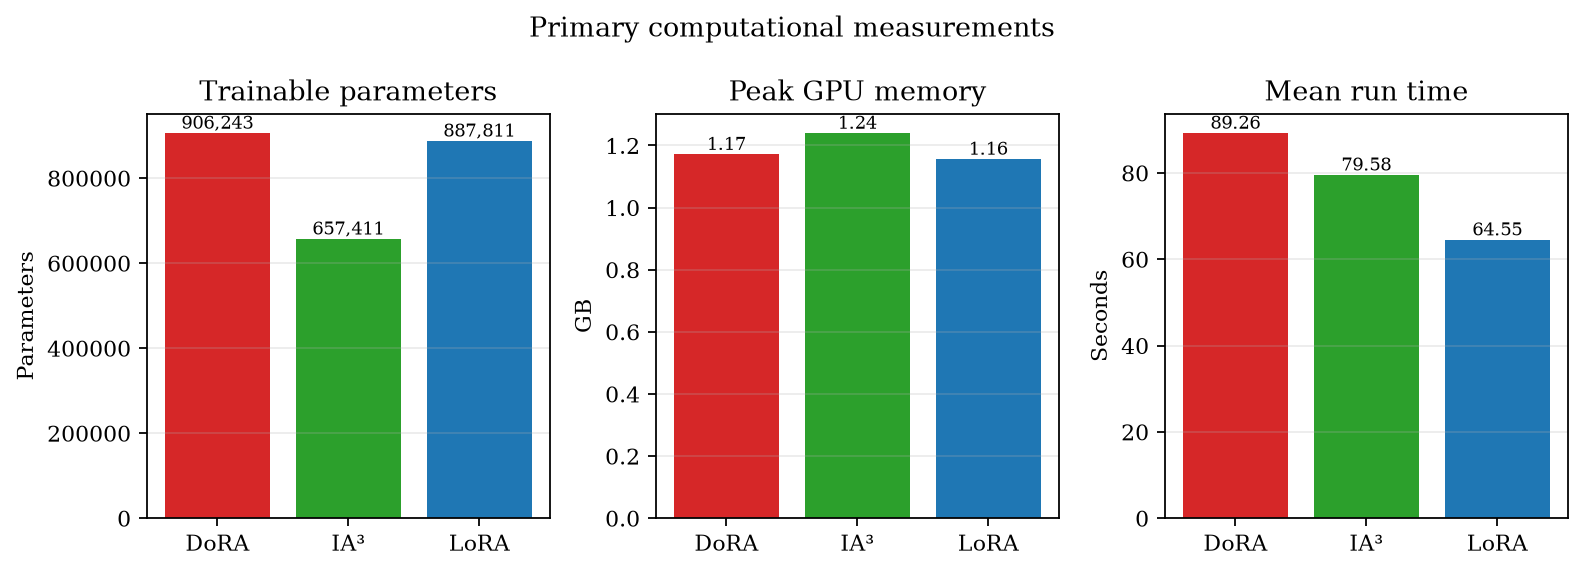 Primary computational measurements
Trainable parameters
Parameters
800000
600000
400000
200000
0
906,243
657,411
887,811
DoRA
IA³
LoRA
Peak GPU memory
GB
1.2
1.0
0.8
0.6
0.4
0.2
0.0
1.17
1.24
1.16
DoRA
IA³
LoRA
Mean run time
Seconds
80
60
40
20
0
89.26
79.58
64.55
DoRA
IA³
LoRA